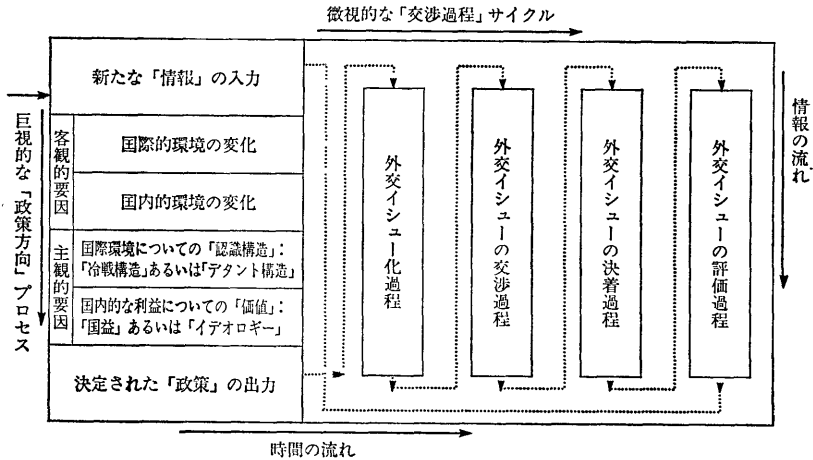 微視的な「交渉過程」サイクル
新たな「情報」の入力
巨視的な「政策方向」プロセス
客観的要因
国際的環境の変化
国内的環境の変化
主観的要因
国際環境についての「認識構造」:
「冷戦構造」あるいは「デタント構造」
国内的な利益についての「価値」:
「国益」あるいは「イデオロギー」
決定された「政策」の出力
外交イシュー化過程
外交イシューの交渉過程
外交イシューの決着過程
外交イシューの評価過程
情報の流れ
時間の流れ